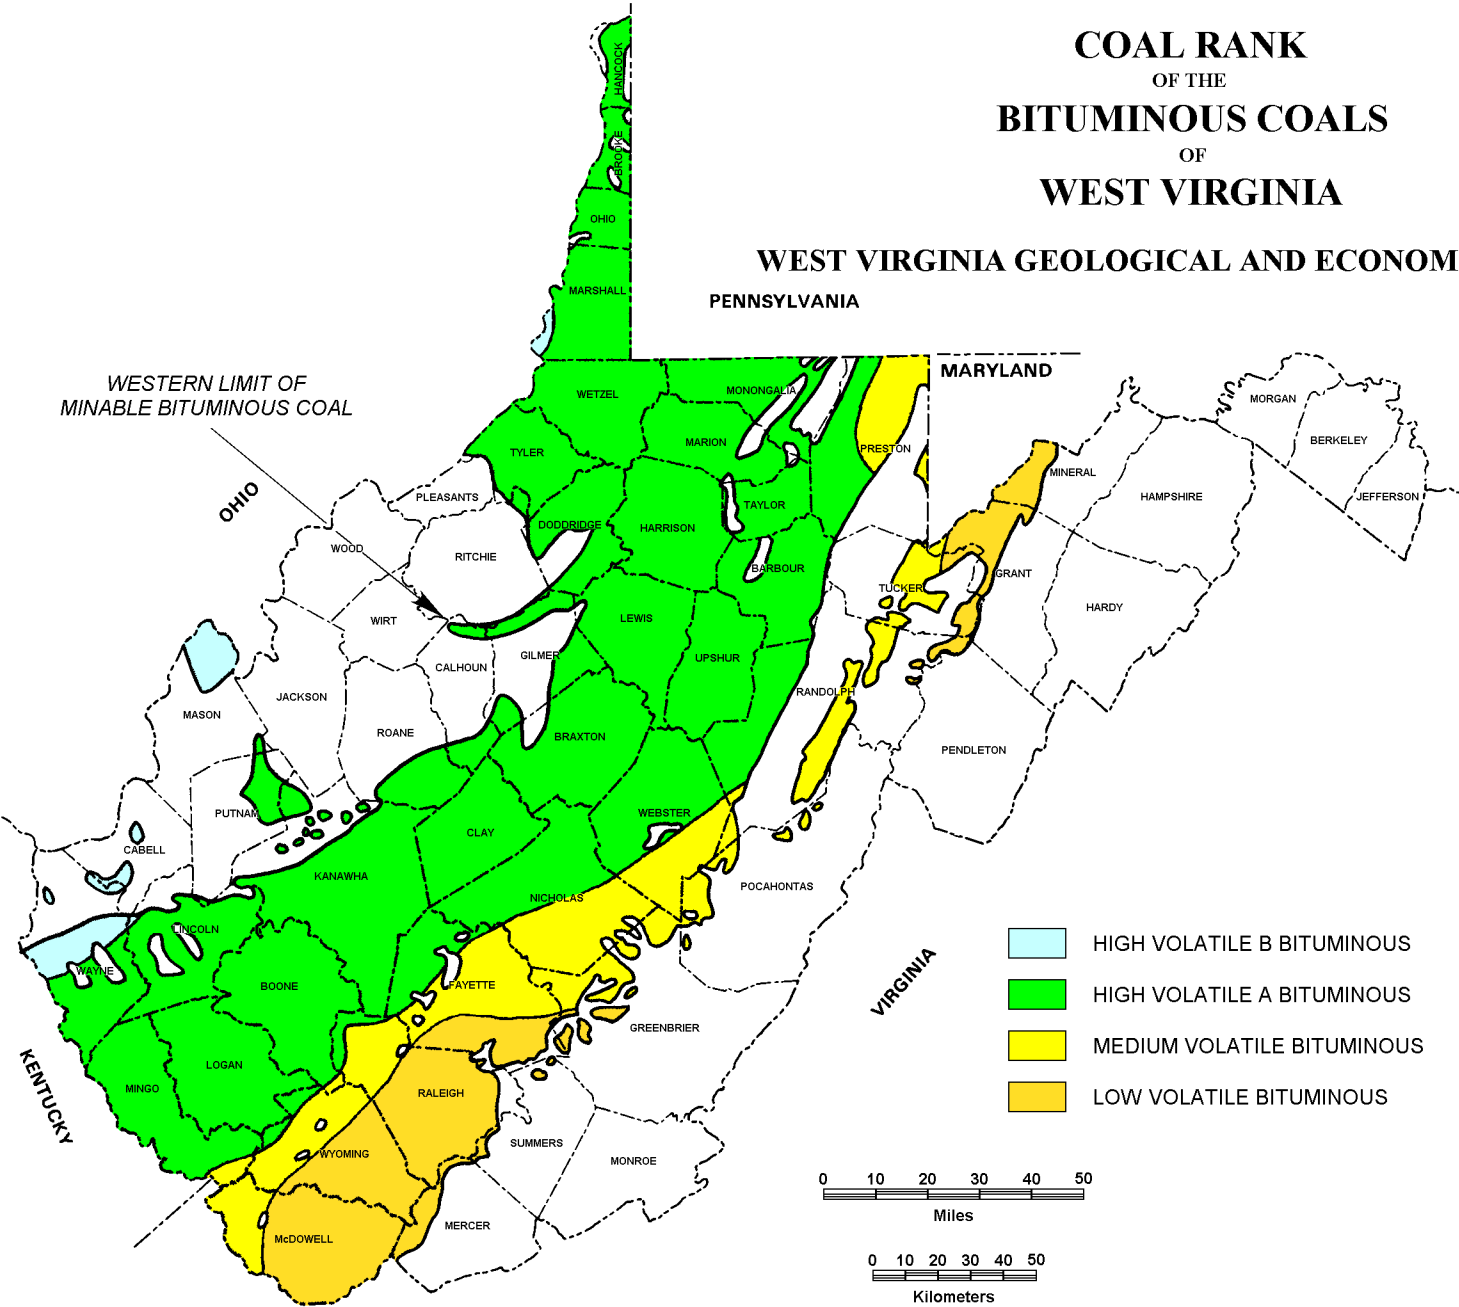 COAL RANK
OF THE
BITUMINOUS COALS
OF
WEST VIRGINIA
WEST VIRGINIA GEOLOGICAL AND ECONOM
PENNSYLVANIA
MARYLAND
WESTERN LIMIT OF
MINABLE BITUMINOUS COAL
OHIO
KENTUCKY
VIRGINIA
HANCOCK
BROOKE
OHIO
MARSHALL
WETZEL
MONONGALIA
MARION
PRESTON
TYLER
PLEASANTS
DODDRIDGE
HARRISON
TAYLOR
MINERAL
MORGAN
BERKELEY
JEFFERSON
HAMPSHIRE
WOOD
RITCHIE
BARBOUR
TUCKER
GRANT
HARDY
WIRT
LEWIS
CALHOUN
GILMER
UPSHUR
RANDOLPH
JACKSON
MASON
ROANE
BRAXTON
PENDLETON
PUTNAM
WEBSTER
CLAY
CABELL
KANAWHA
NICHOLAS
POCAHONTAS
LINCOLN
WAYNE
BOONE
FAYETTE
GREENBRIER
LOGAN
MINGO
RALEIGH
SUMMERS
MONROE
WYOMING
MERCER
McDOWELL
HIGH VOLATILE B BITUMINOUS
HIGH VOLATILE A BITUMINOUS
MEDIUM VOLATILE BITUMINOUS
LOW VOLATILE BITUMINOUS
0 10 20 30 40 50
Miles
0 10 20 30 40 50
Kilometers